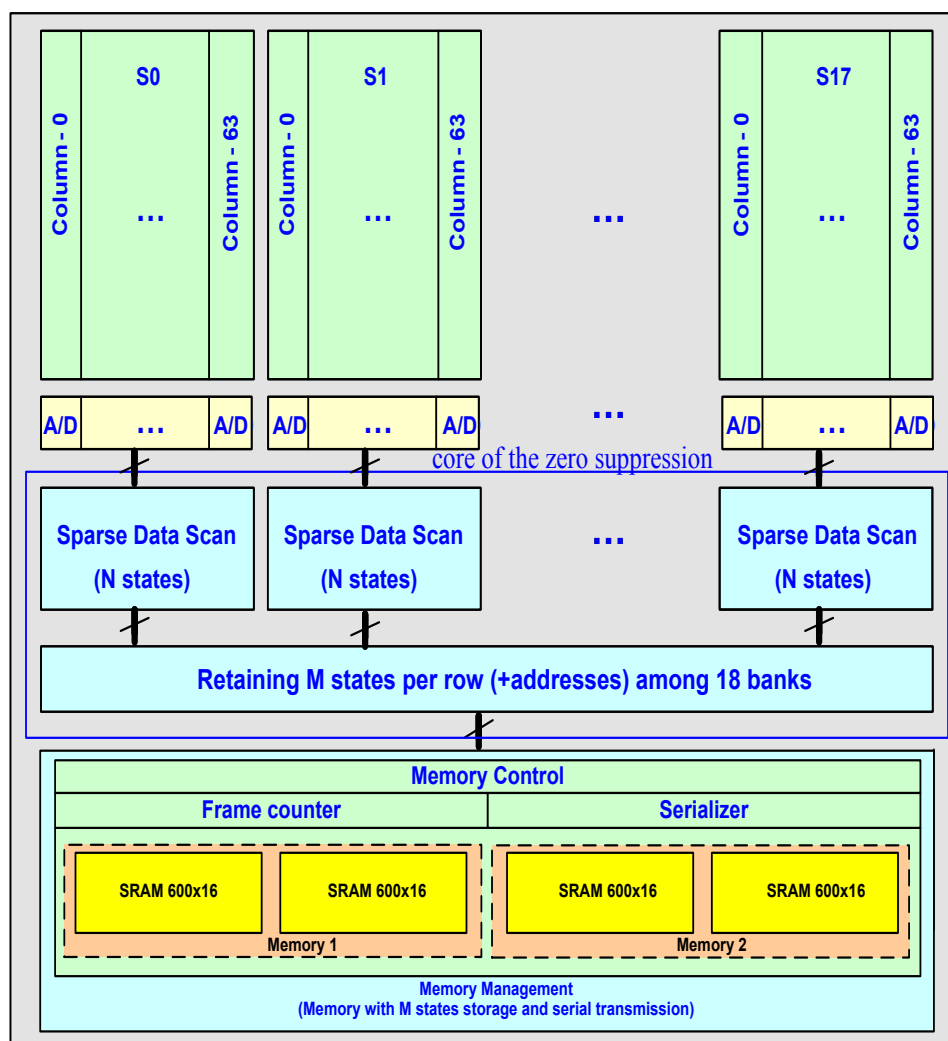 S0
S1
S17
Column - 0
Column - 63
Column - 0
Column - 63
Column - 0
Column - 63
... ... ... ...
A/D ... A/D A/D ... A/D ... A/D ... A/D
core of the zero suppression
Sparse Data Scan
(N states)
Sparse Data Scan
(N states)
...
Sparse Data Scan
(N states)
Retaining M states per row (+addresses) among 18 banks
Memory Control
Frame counter
Serializer
SRAM 600x16
SRAM 600x16
SRAM 600x16
SRAM 600x16
Memory 1
Memory 2
Memory Management
(Memory with M states storage and serial transmission)